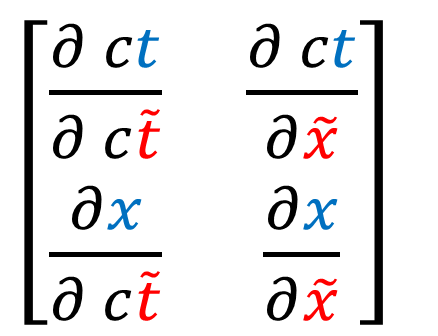 ∂ ct ∂ ct
∂ ct̃ ∂x̃
∂x ∂x
∂ ct̃ ∂x̃